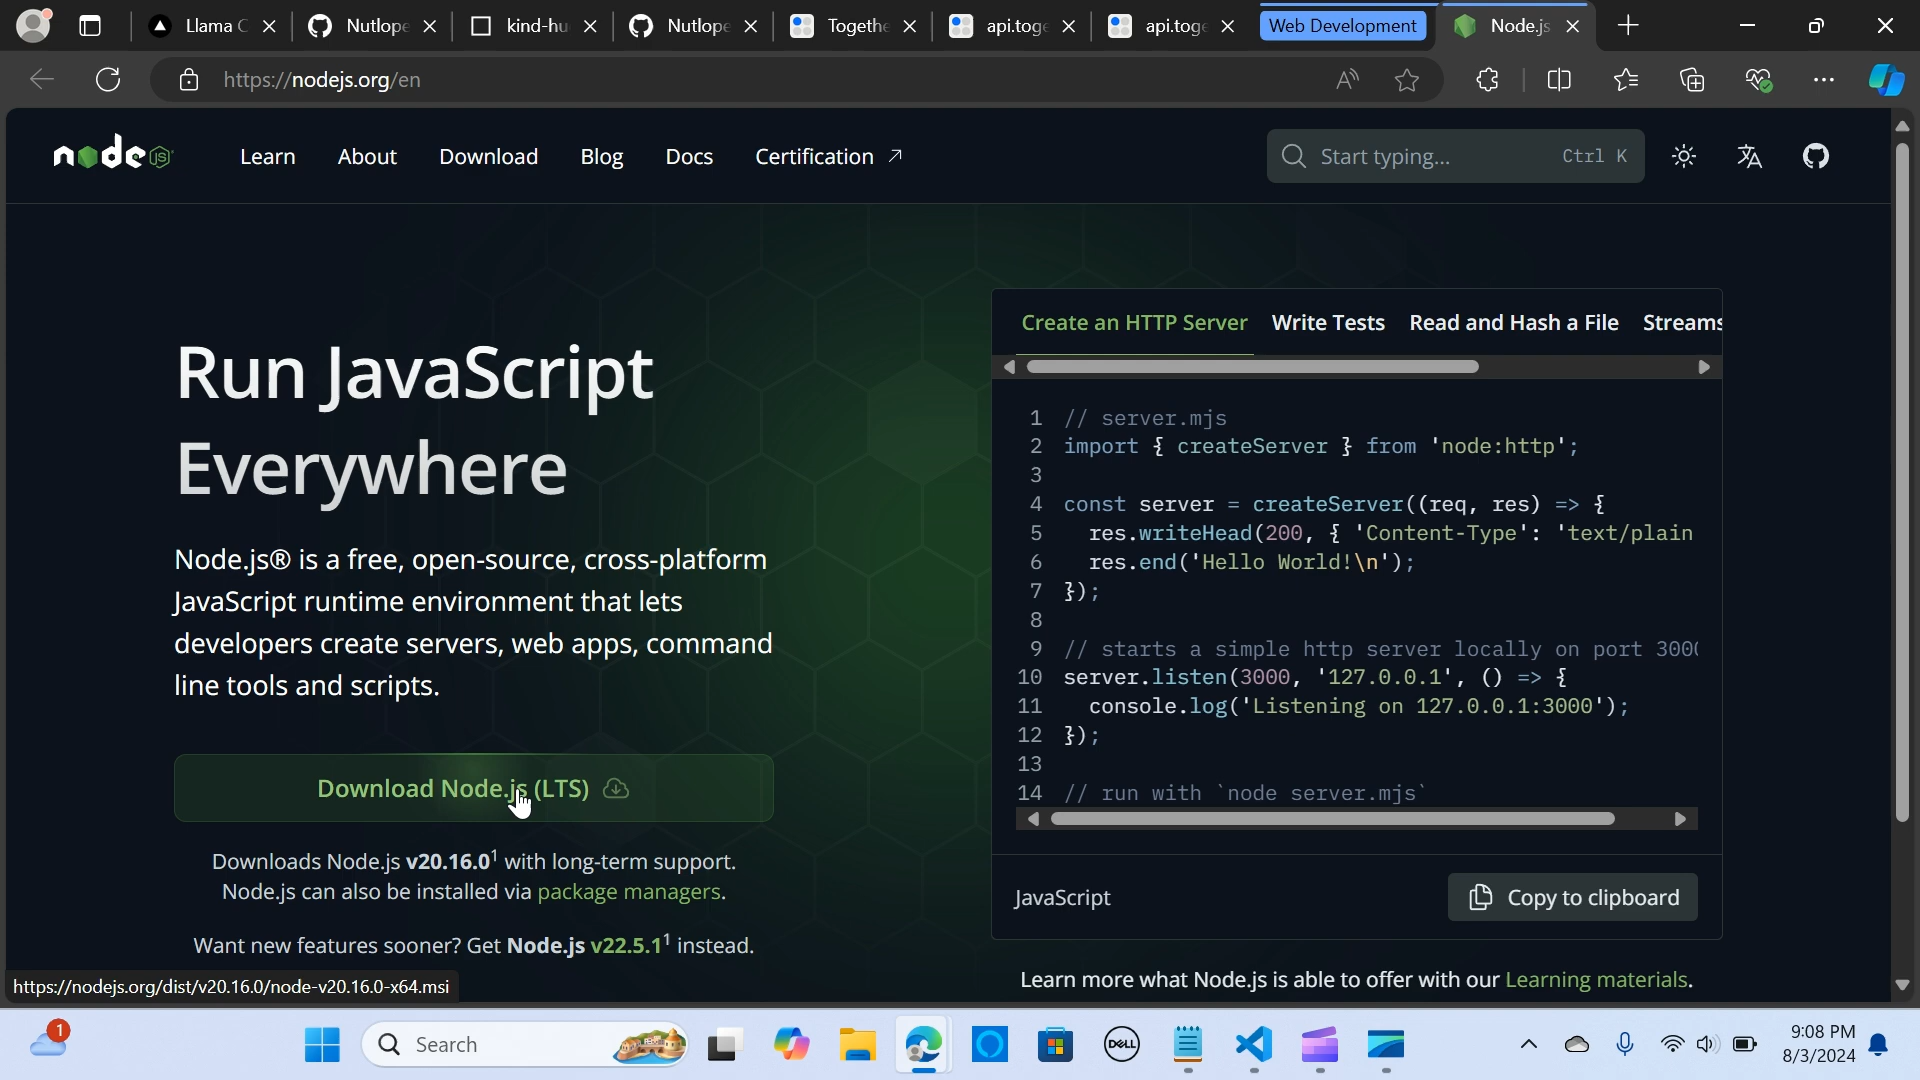 Llama C
Nutlope
kind-hu
Nutlope
Togethe
api.toge
api.toge
Web Development
Node.js
https://nodejs.org/en
node JS
Learn
About
Download
Blog
Docs
Certification
Start typing...
Ctrl K
Run JavaScript
Everywhere
Node.js® is a free, open-source, cross-platform
JavaScript runtime environment that lets
developers create servers, web apps, command
line tools and scripts.
Download Node.js (LTS)
Downloads Node.js v20.16.0¹ with long-term support.
Node.js can also be installed via package managers.
Want new features sooner? Get Node.js v22.5.1¹ instead.
https://nodejs.org/dist/v20.16.0/node-v20.16.0-x64.msi
Create an HTTP Server
Write Tests
Read and Hash a File
Streams
1 // server.mjs
2 import { createServer } from 'node:http';
3
4 const server = createServer((req, res) => {
5 res.writeHead(200, { 'Content-Type': 'text/plain
6 res.end('Hello World!\n');
7 });
8
9 // starts a simple http server locally on port 3000
10 server.listen(3000, '127.0.0.1', () => {
11 console.log('Listening on 127.0.0.1:3000');
12 });
13
14 // run with `node server.mjs`
JavaScript
Copy to clipboard
Learn more what Node.js is able to offer with our Learning materials.
1
Search
DELL
9:08 PM
8/3/2024